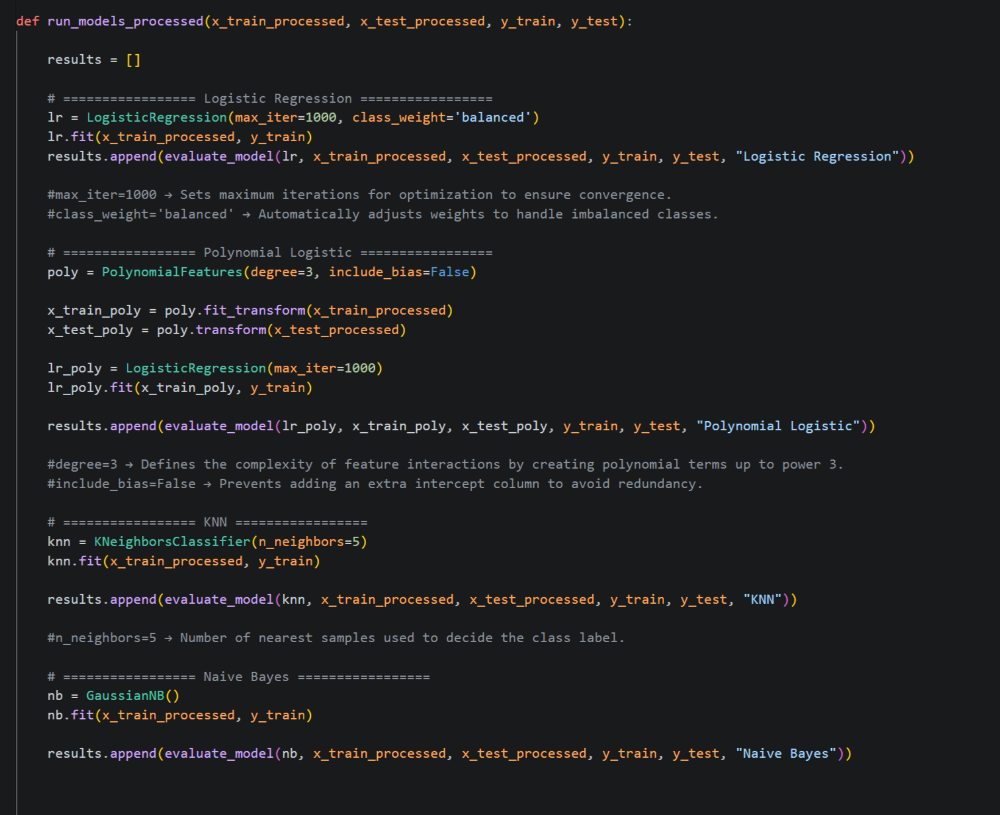 def run_models_processed(x_train_processed, x_test_processed, y_train, y_test):
results = []
# ================= Logistic Regression =================
lr = LogisticRegression(max_iter=1000, class_weight='balanced')
lr.fit(x_train_processed, y_train)
results.append(evaluate_model(lr, x_train_processed, x_test_processed, y_train, y_test, "Logistic Regression"))
#max_iter=1000 → Sets maximum iterations for optimization to ensure convergence.
#class_weight='balanced' → Automatically adjusts weights to handle imbalanced classes.
# ================= Polynomial Logistic =================
poly = PolynomialFeatures(degree=3, include_bias=False)
x_train_poly = poly.fit_transform(x_train_processed)
x_test_poly = poly.transform(x_test_processed)
lr_poly = LogisticRegression(max_iter=1000)
lr_poly.fit(x_train_poly, y_train)
results.append(evaluate_model(lr_poly, x_train_poly, x_test_poly, y_train, y_test, "Polynomial Logistic"))
#degree=3 → Defines the complexity of feature interactions by creating polynomial terms up to power 3.
#include_bias=False → Prevents adding an extra intercept column to avoid redundancy.
# ================= KNN =================
knn = KNeighborsClassifier(n_neighbors=5)
knn.fit(x_train_processed, y_train)
results.append(evaluate_model(knn, x_train_processed, x_test_processed, y_train, y_test, "KNN"))
#n_neighbors=5 → Number of nearest samples used to decide the class label.
# ================= Naive Bayes =================
nb = GaussianNB()
nb.fit(x_train_processed, y_train)
results.append(evaluate_model(nb, x_train_processed, x_test_processed, y_train, y_test, "Naive Bayes"))